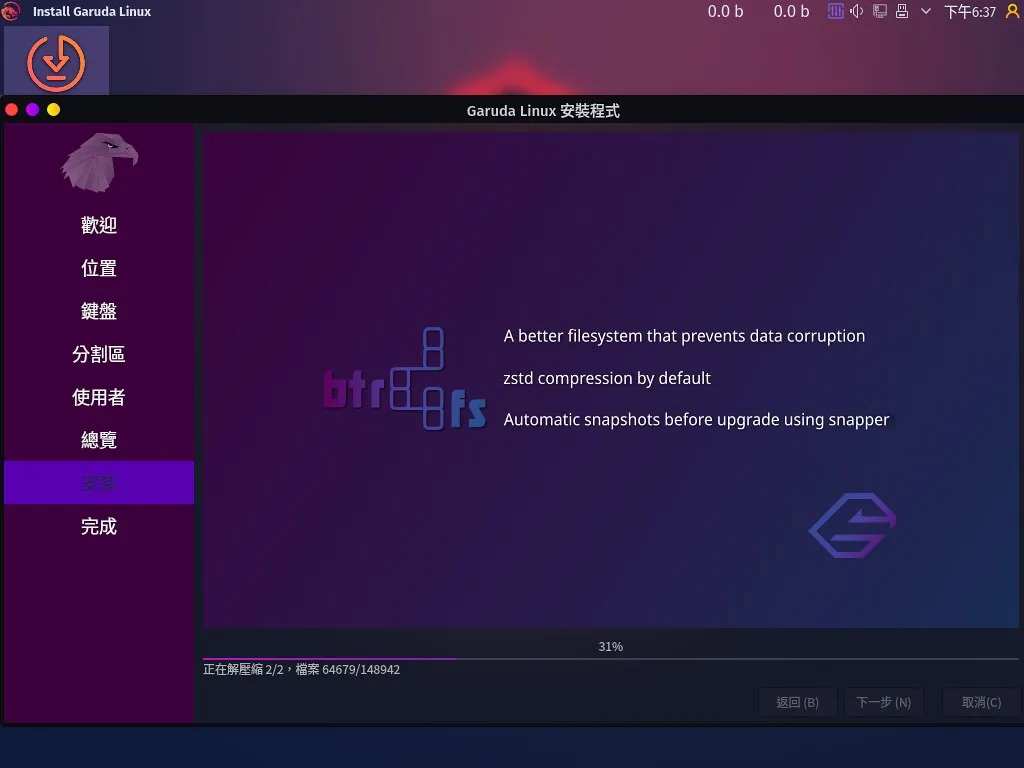 Install Garuda Linux
0.0 b
0.0 b
下午6:37
Garuda Linux 安裝程式
歡迎
位置
鍵盤
分割區
使用者
總覽
安裝
完成
btrfs
A better filesystem that prevents data corruption
zstd compression by default
Automatic snapshots before upgrade using snapper
31%
正在解壓縮 2/2，檔案 64679/148942
返回 (B)
下一步 (N)
取消(C)